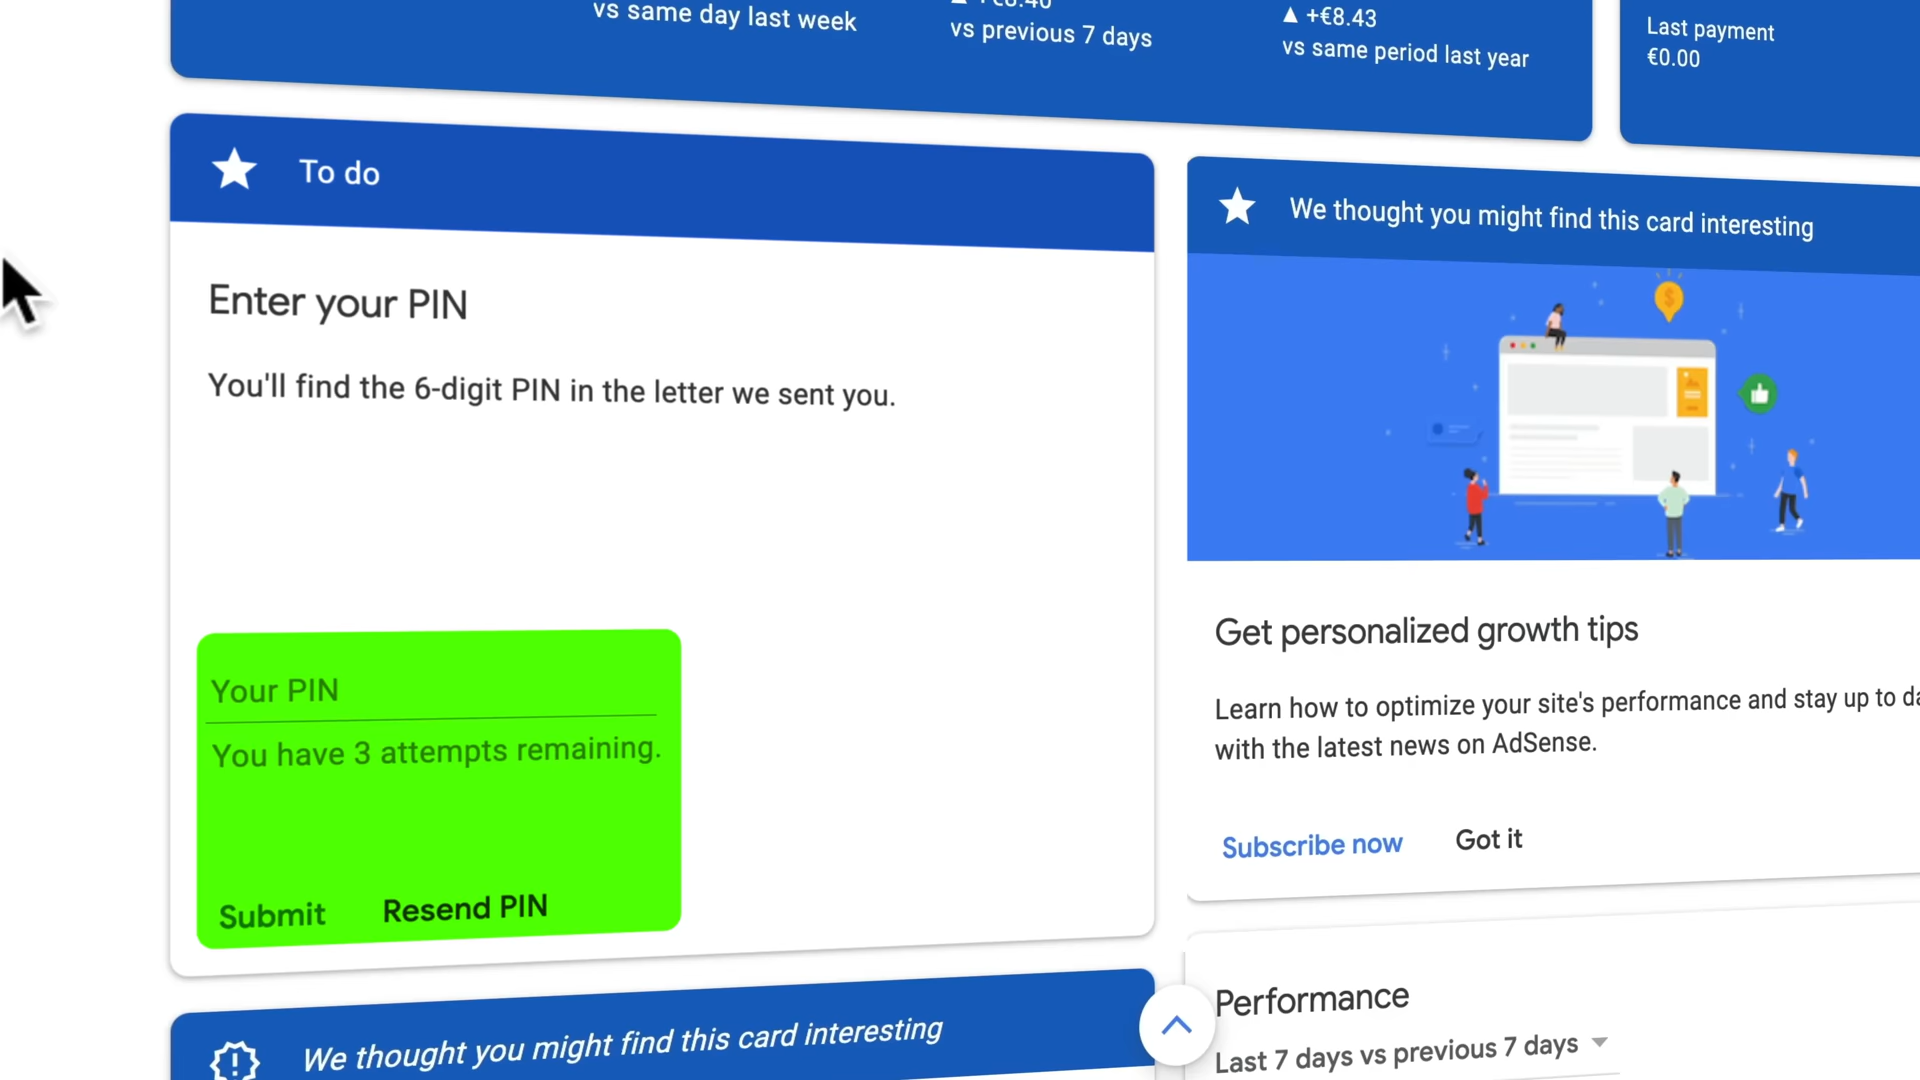 vs same day last week
vs previous 7 days
+€8.43
vs same period last year
Last payment
€0.00
To do
Enter your PIN
You'll find the 6-digit PIN in the letter we sent you.
Your PIN
You have 3 attempts remaining.
Submit
Resend PIN
We thought you might find this card interesting
We thought you might find this card interesting
Get personalized growth tips
Learn how to optimize your site's performance and stay up to
with the latest news on AdSense.
Subscribe now
Got it
Performance
Last 7 days vs previous 7 days